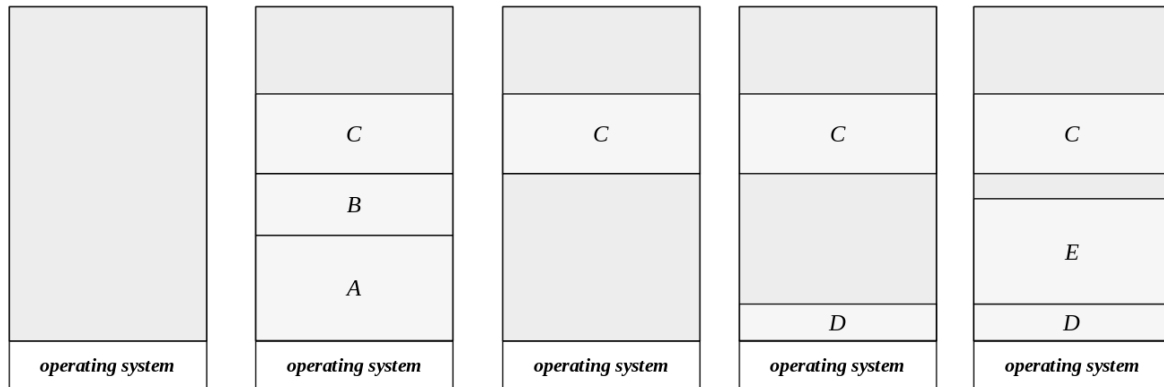 C
C
C
C
B
E
A
D
D
operating system
operating system
operating system
operating system
operating system